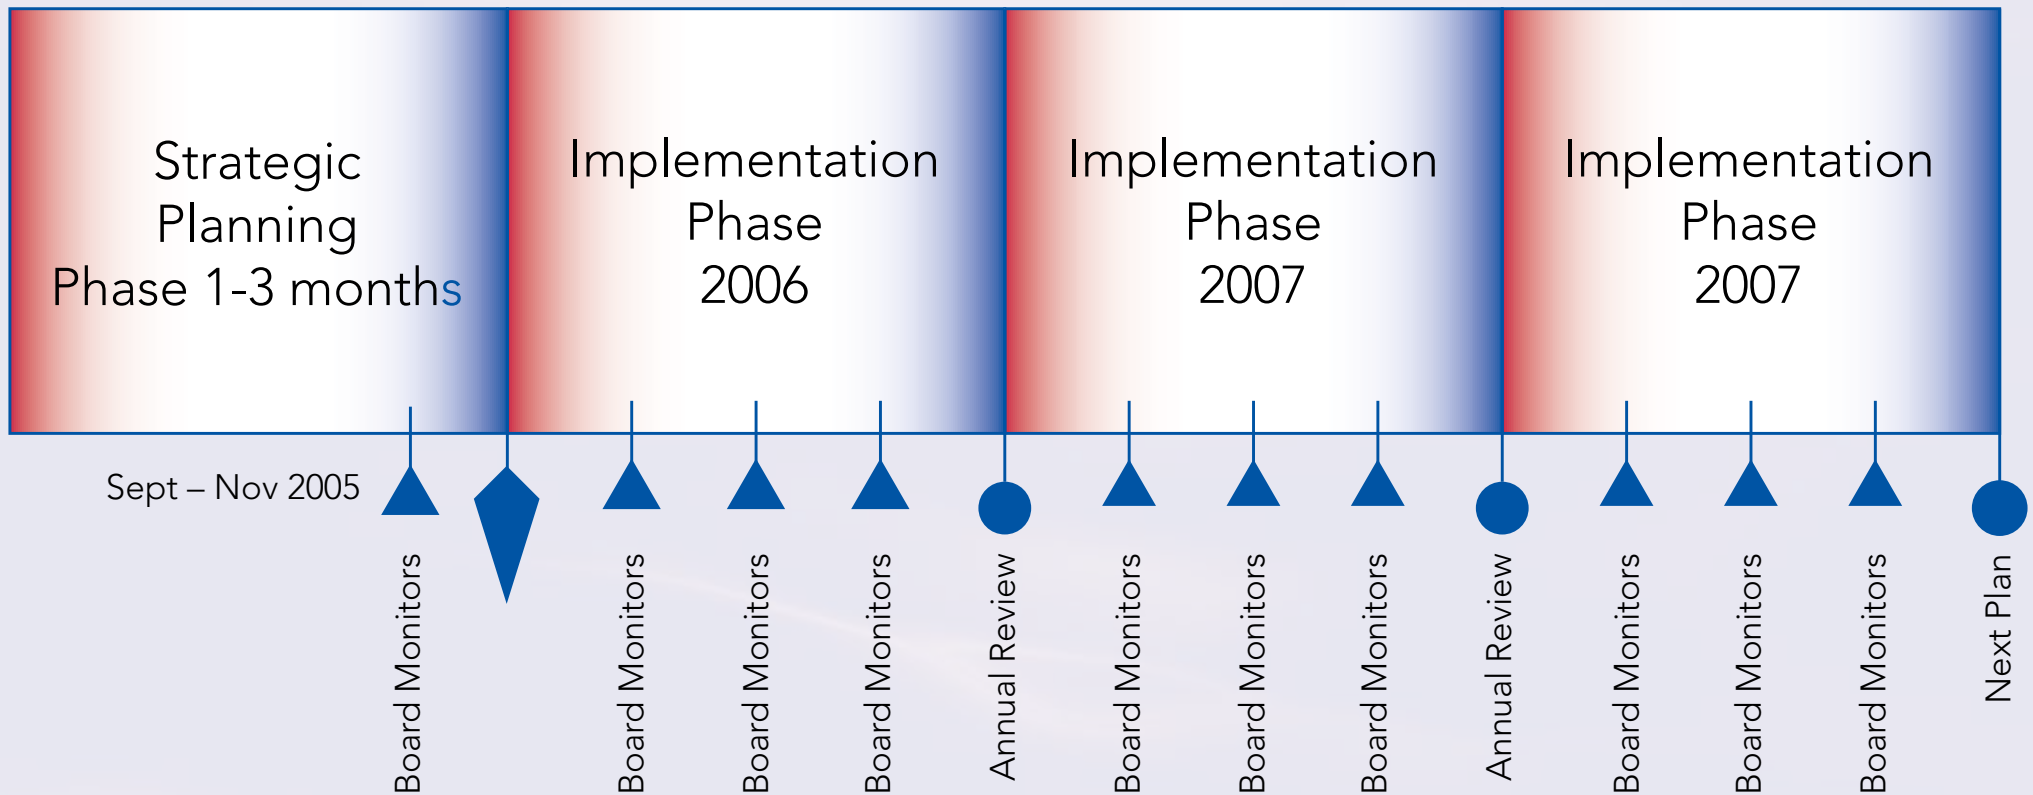 Strategic
Planning
Phase 1-3 months
Implementation
Phase
2006
Implementation
Phase
2007
Implementation
Phase
2007
Sept – Nov 2005
Board Monitors
Board Monitors
Board Monitors
Board Monitors
Annual Review
Board Monitors
Board Monitors
Board Monitors
Annual Review
Board Monitors
Board Monitors
Board Monitors
Next Plan